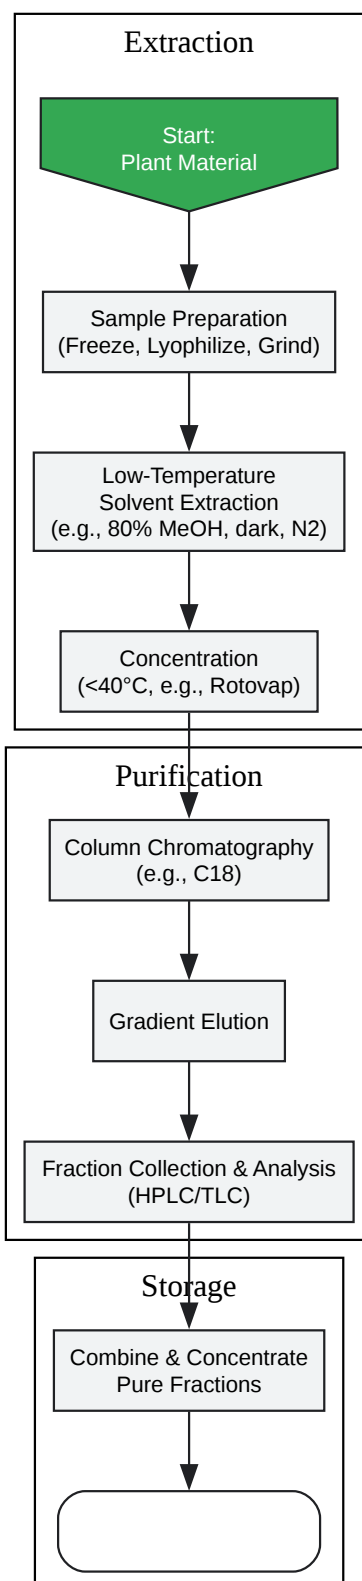 Extraction
Start:
Plant Material
Sample Preparation
(Freeze, Lyophilize, Grind)
Low-Temperature
Solvent Extraction
(e.g., 80% MeOH, dark, N2)
Concentration
(<40°C, e.g., Rotovap)
Purification
Column Chromatography
(e.g., C18)
Gradient Elution
Fraction Collection & Analysis
(HPLC/TLC)
Storage
Combine & Concentrate
Pure Fractions